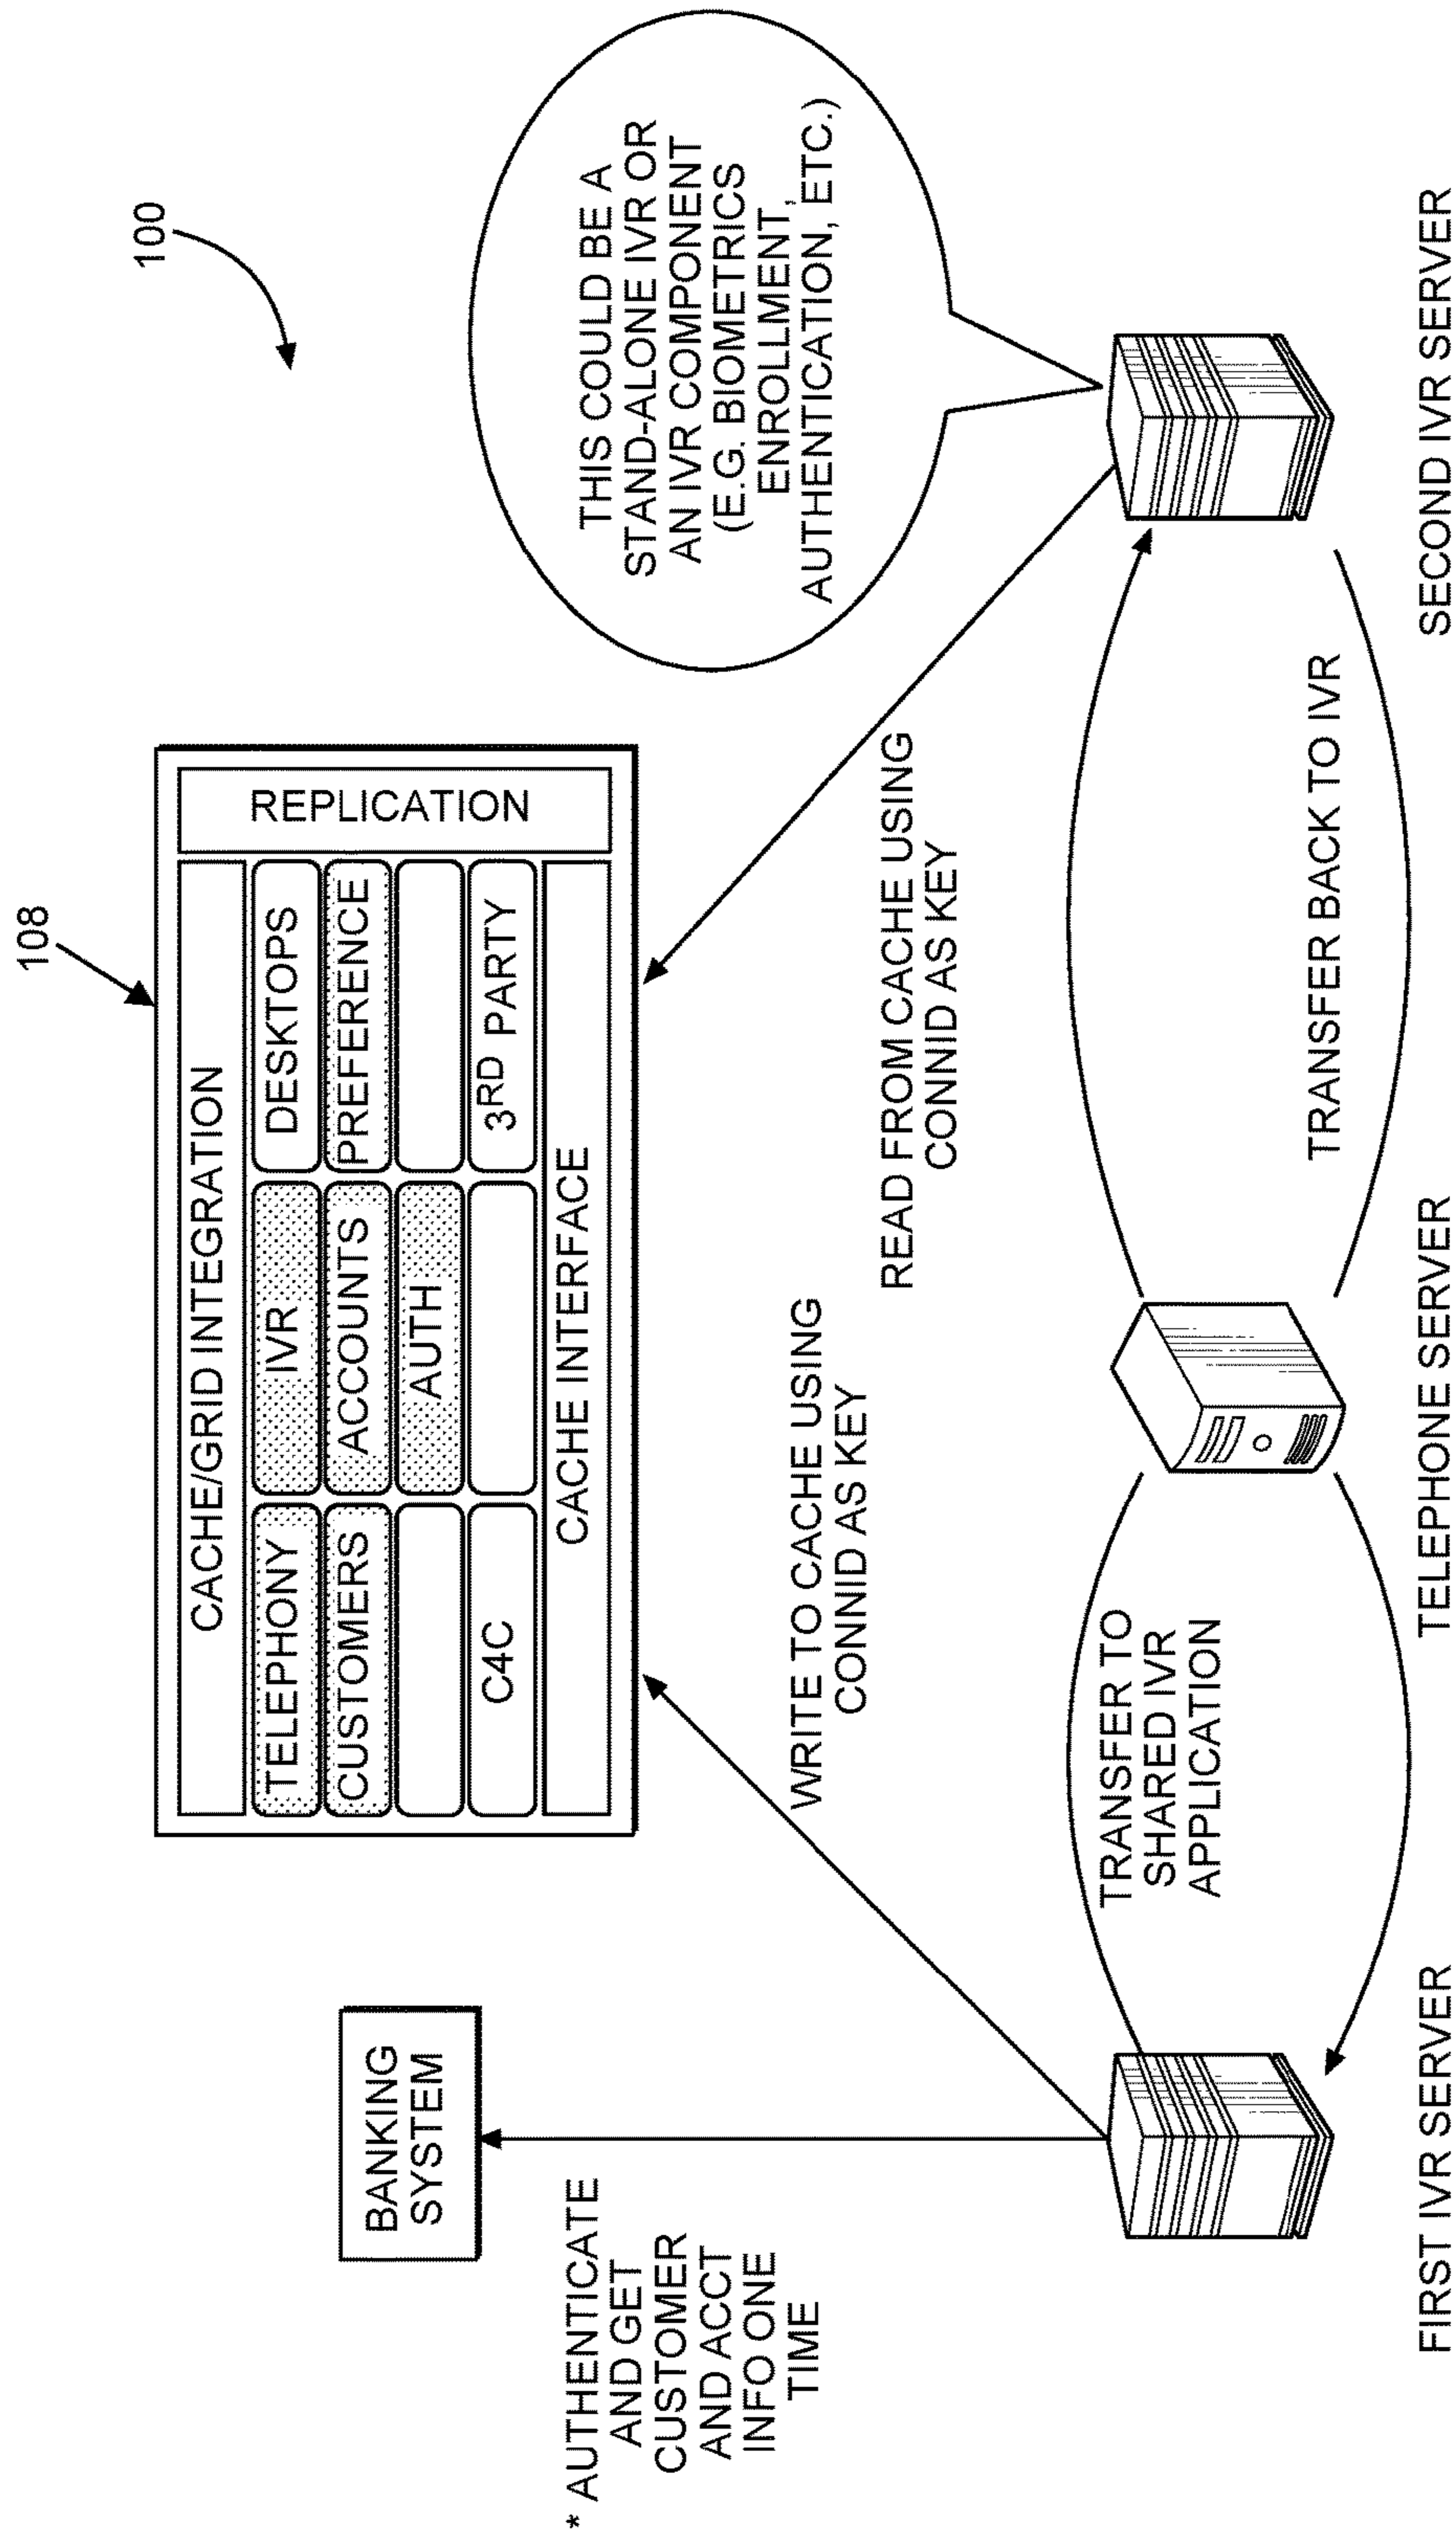 100
108
CACHE/GRID INTEGRATION
REPLICATION
TELEPHONY
IVR
DESKTOPS
CUSTOMERS
ACCOUNTS
PREFERENCE
AUTH
C4C
3RD PARTY
CACHE INTERFACE
BANKING
SYSTEM
* AUTHENTICATE
AND GET
CUSTOMER
AND ACCT
INFO ONE
TIME
WRITE TO CACHE USING
CONNID AS KEY
READ FROM CACHE USING
CONNID AS KEY
THIS COULD BE A
STAND-ALONE IVR OR
AN IVR COMPONENT
(E.G. BIOMETRICS
ENROLLMENT,
AUTHENTICATION, ETC.)
TRANSFER TO
SHARED IVR
APPLICATION
TRANSFER BACK TO IVR
FIRST IVR SERVER
TELEPHONE SERVER
SECOND IVR SERVER